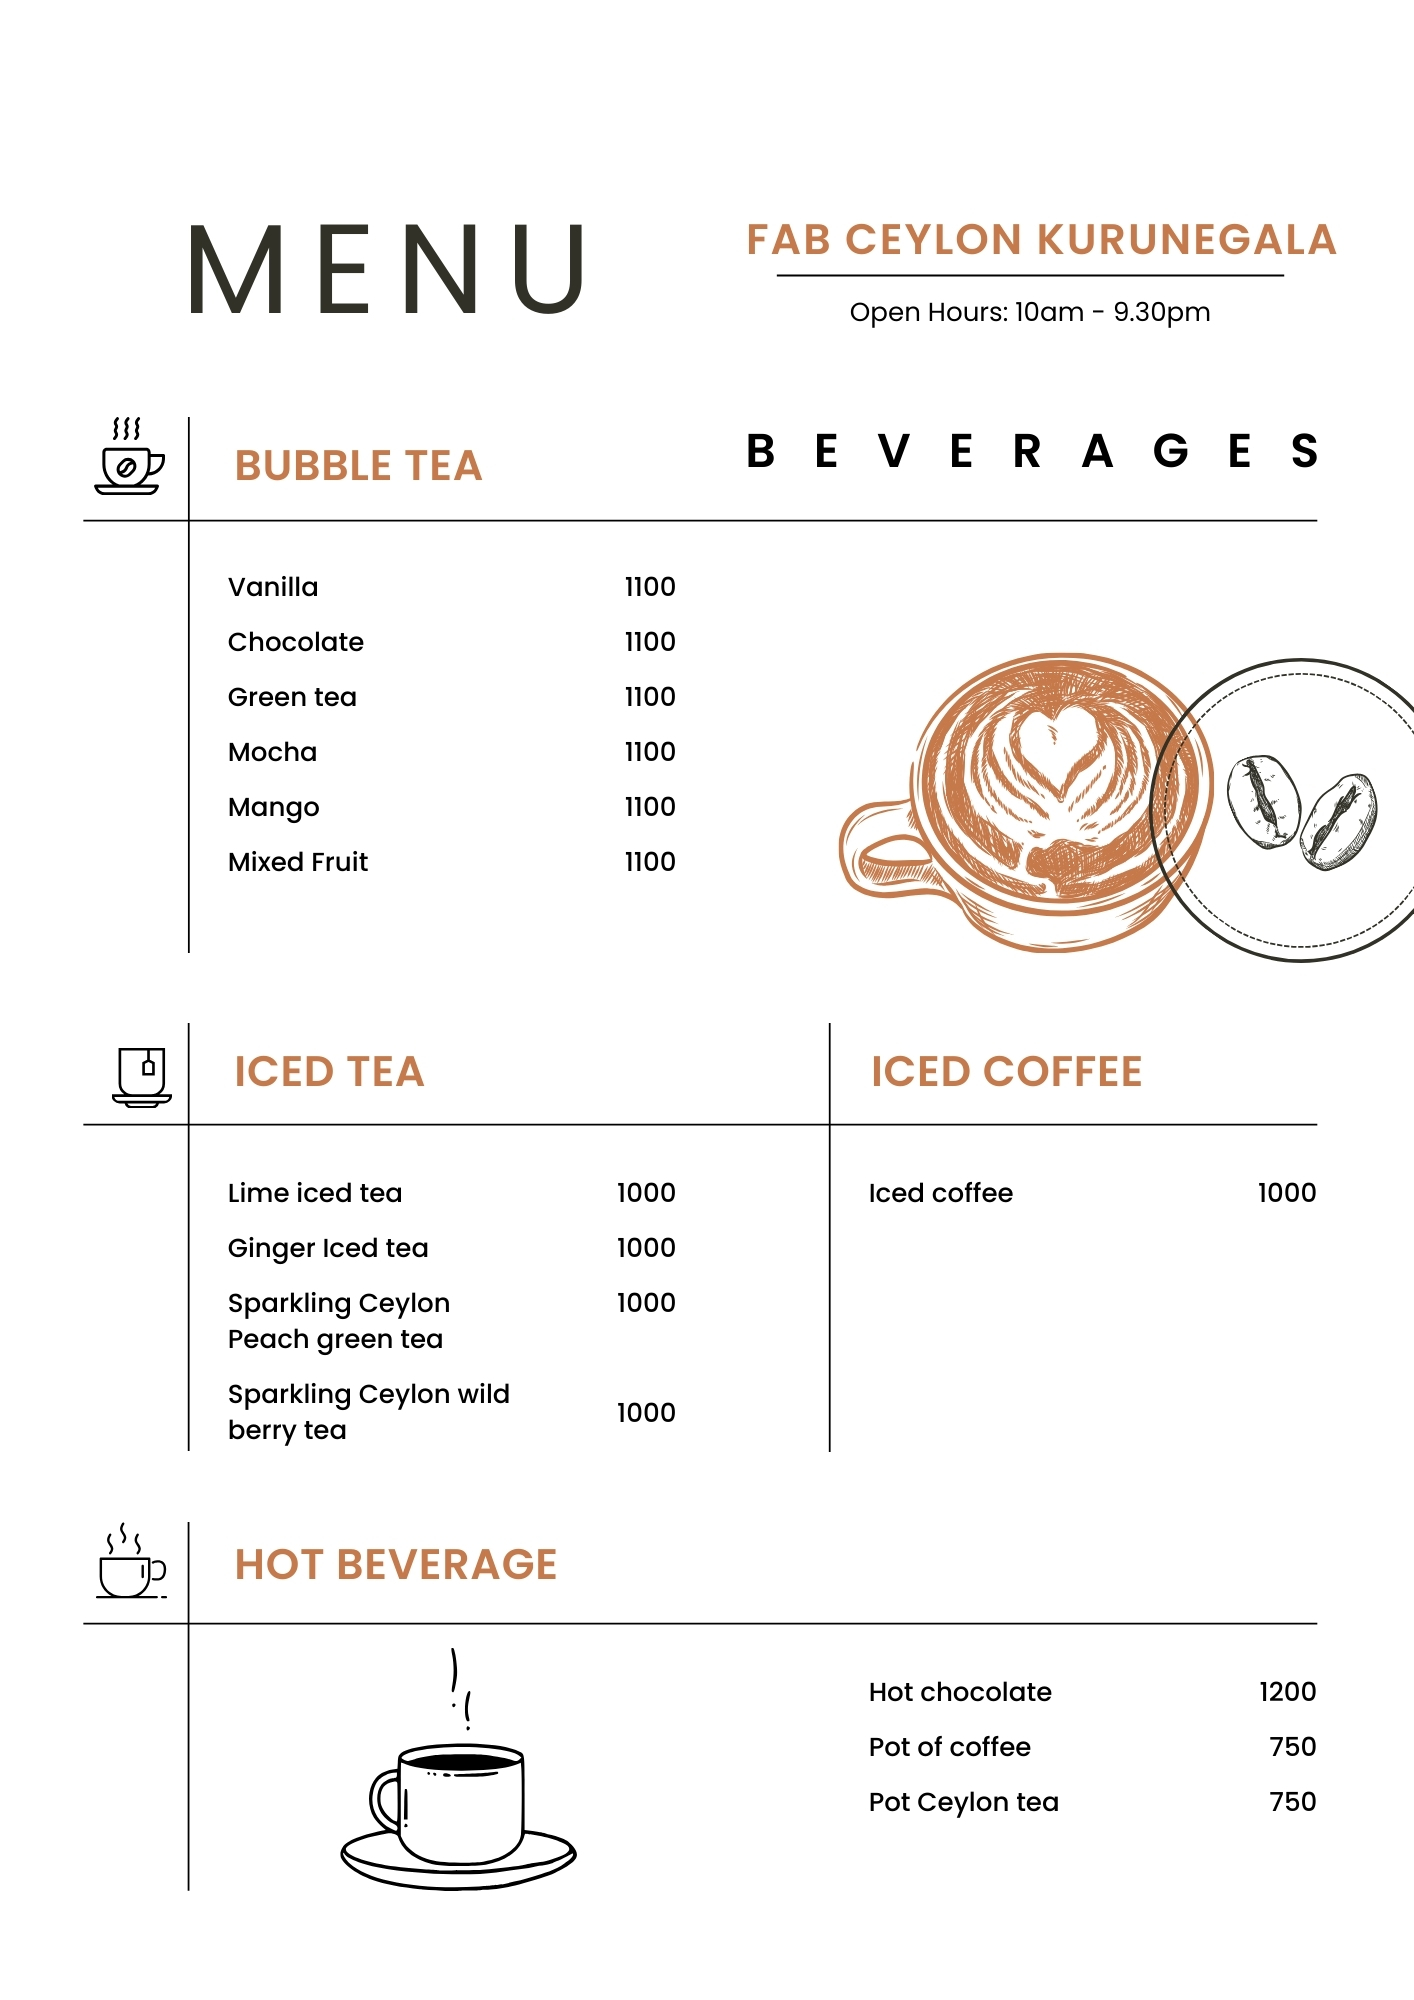 MENU
FAB CEYLON KURUNEGALA
Open Hours: 10am - 9.30pm
BUBBLE TEA
BEVERAGES
Vanilla 1100
Chocolate 1100
Green tea 1100
Mocha 1100
Mango 1100
Mixed Fruit 1100
ICED TEA
Lime iced tea 1000
Ginger Iced tea 1000
Sparkling Ceylon 1000
Peach green tea
Sparkling Ceylon wild
berry tea 1000
ICED COFFEE
Iced coffee 1000
HOT BEVERAGE
Hot chocolate 1200
Pot of coffee 750
Pot Ceylon tea 750